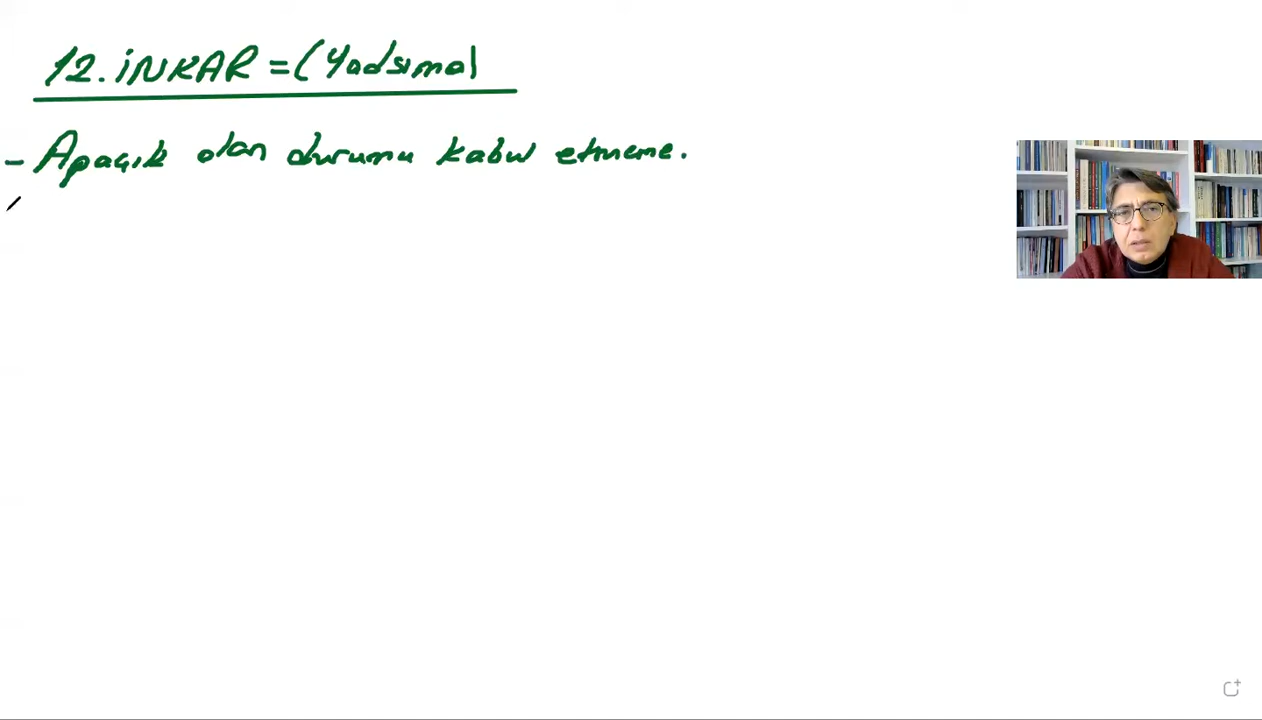 12. İNKAR = (Yadsıma)
- Apaçık olan durumu kabul etmeme.